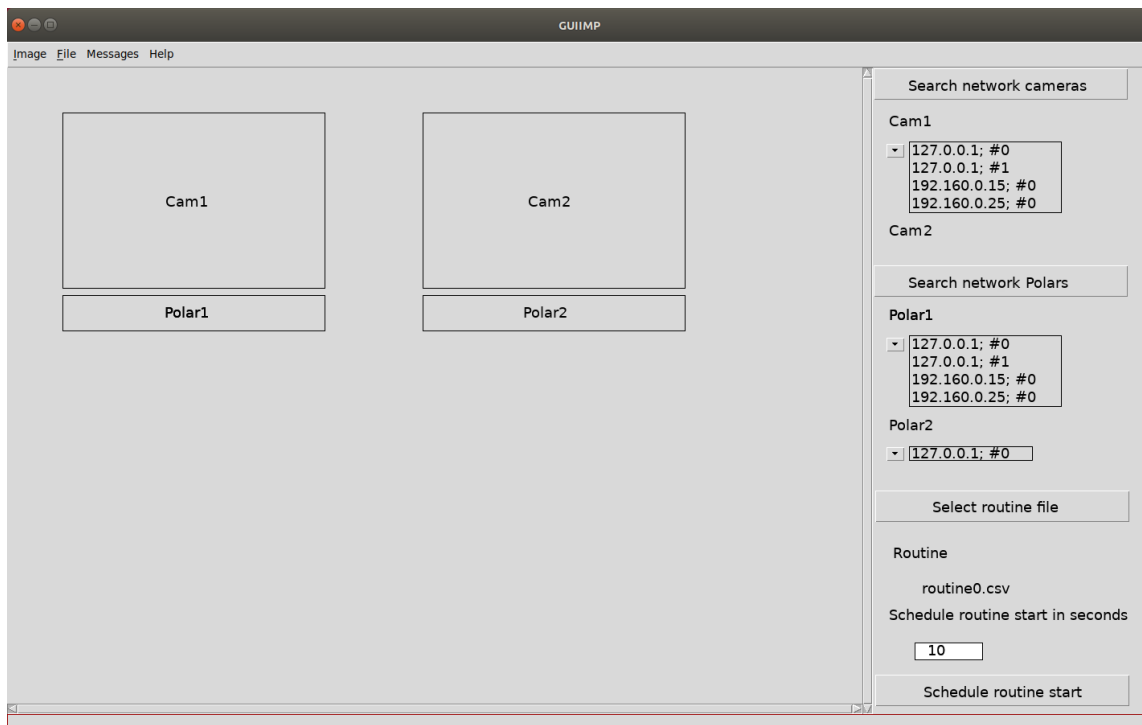 GUIIMP
Image File Messages Help
Cam1
Polar1
Cam2
Polar2
Search network cameras
Cam1
127.0.0.1; #0
127.0.0.1; #1
192.160.0.15; #0
192.160.0.25; #0
Cam2
Search network Polars
Polar1
127.0.0.1; #0
127.0.0.1; #1
192.160.0.15; #0
192.160.0.25; #0
Polar2
127.0.0.1; #0
Select routine file
Routine
routine0.csv
Schedule routine start in seconds
10
Schedule routine start